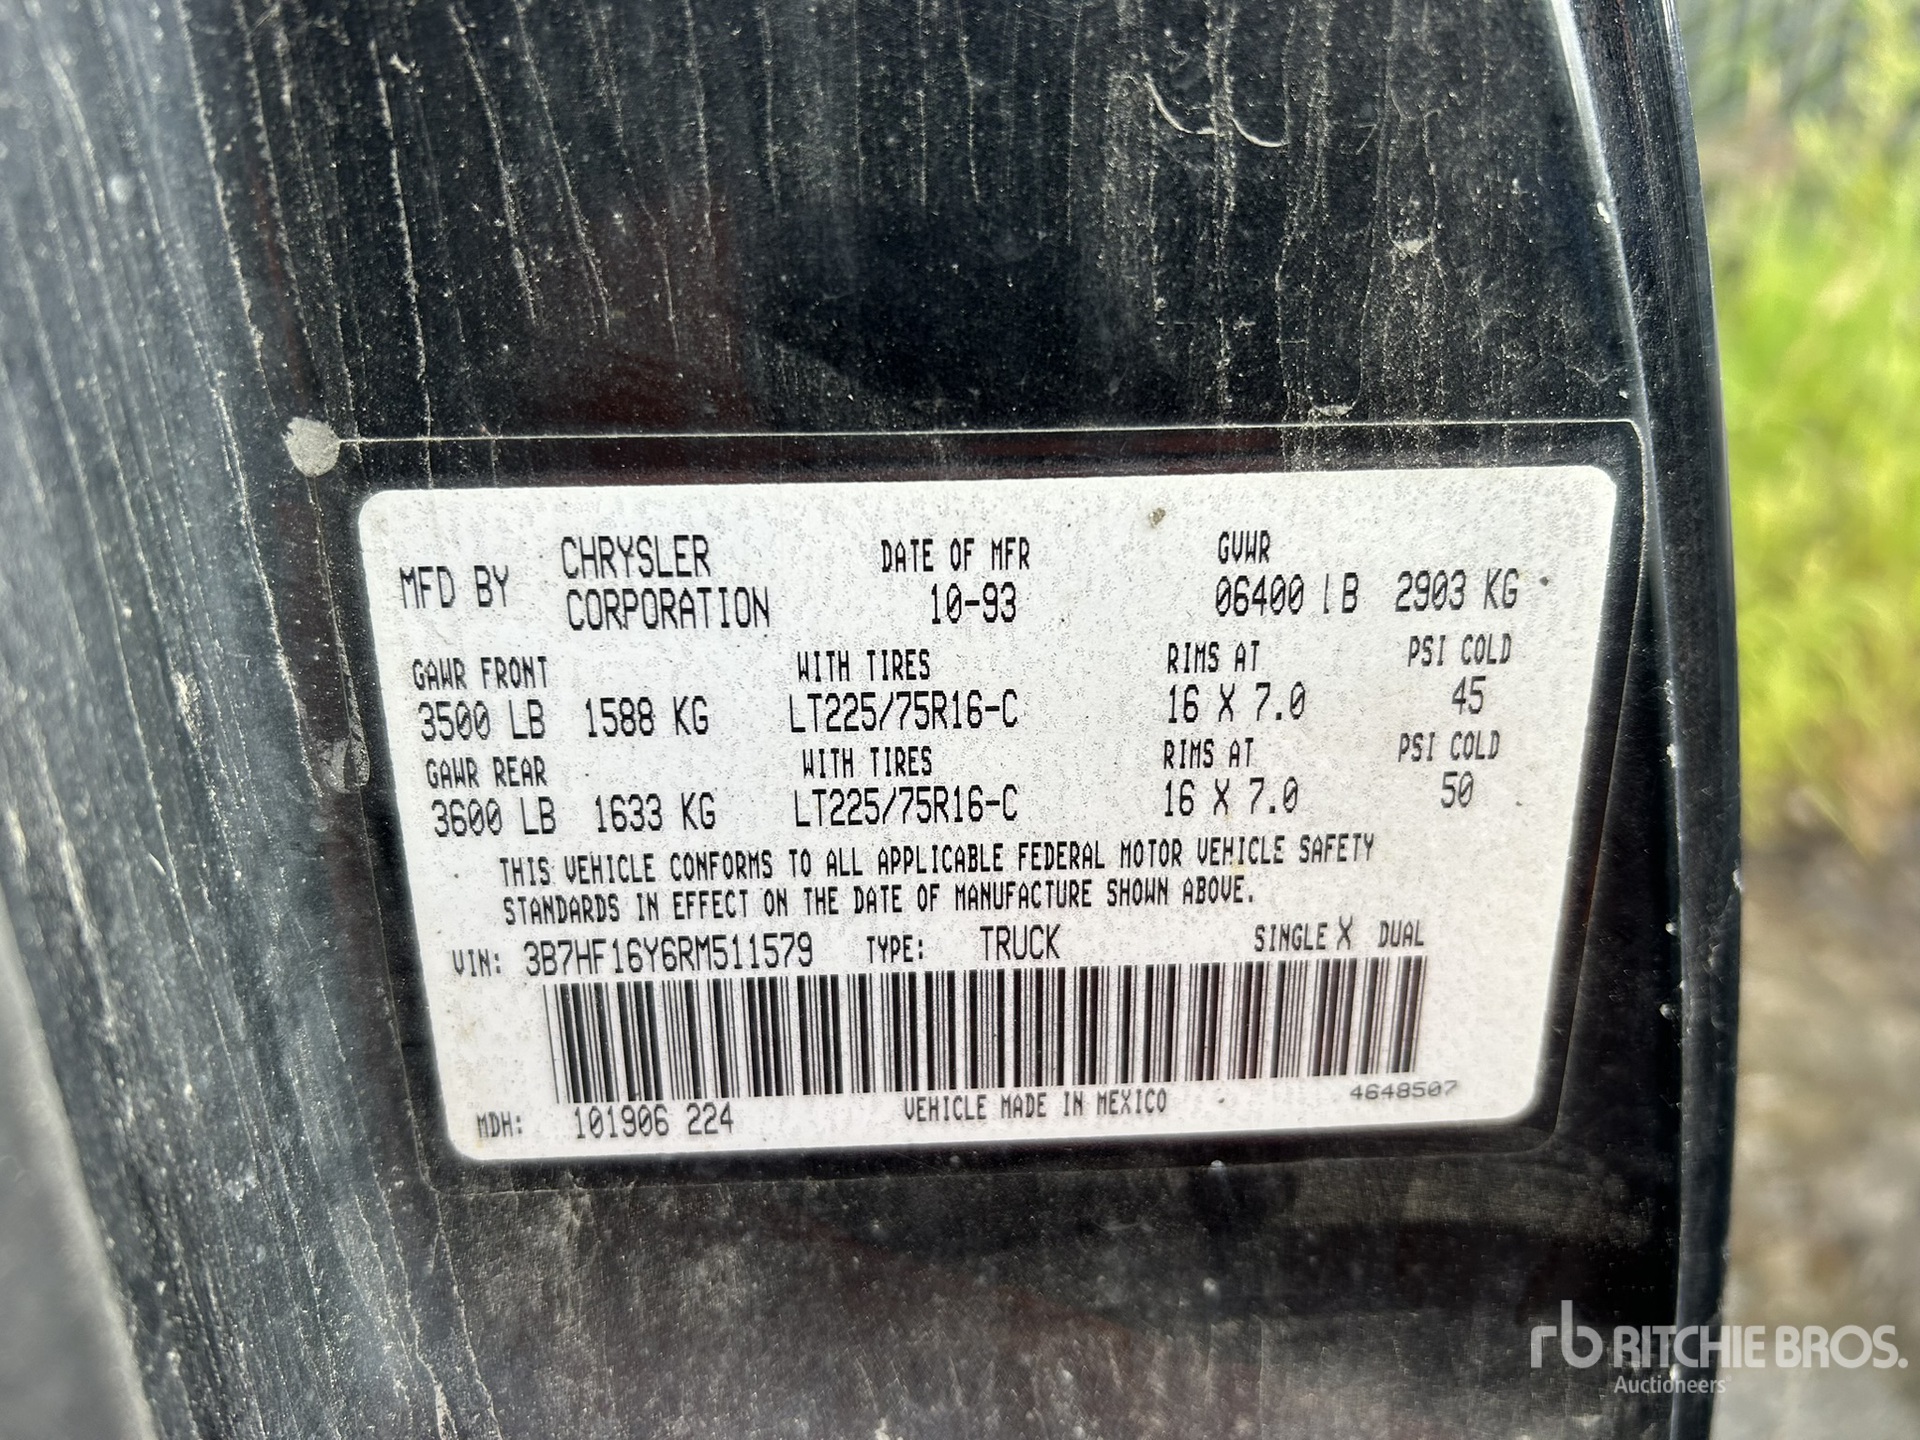 MFD BY CHRYSLER CORPORATION
DATE OF MFR
10-93
GVWR
06400 LB 2903 KG
GAWR FRONT WITH TIRES RIMS AT PSI COLD
3500 LB 1588 KG LT225/75R16-C 16 X 7.0 45
GAWR REAR WITH TIRES RIMS AT PSI COLD
3600 LB 1633 KG LT225/75R16-C 16 X 7.0 50
THIS VEHICLE CONFORMS TO ALL APPLICABLE FEDERAL MOTOR VEHICLE SAFETY
STANDARDS IN EFFECT ON THE DATE OF MANUFACTURE SHOWN ABOVE.
VIN: 3B7HF16Y6RM511579 TYPE: TRUCK SINGLE X DUAL
MDH: 101906 224 VEHICLE MADE IN MEXICO 4648507
rb RITCHIE BROS.
Auctioneers